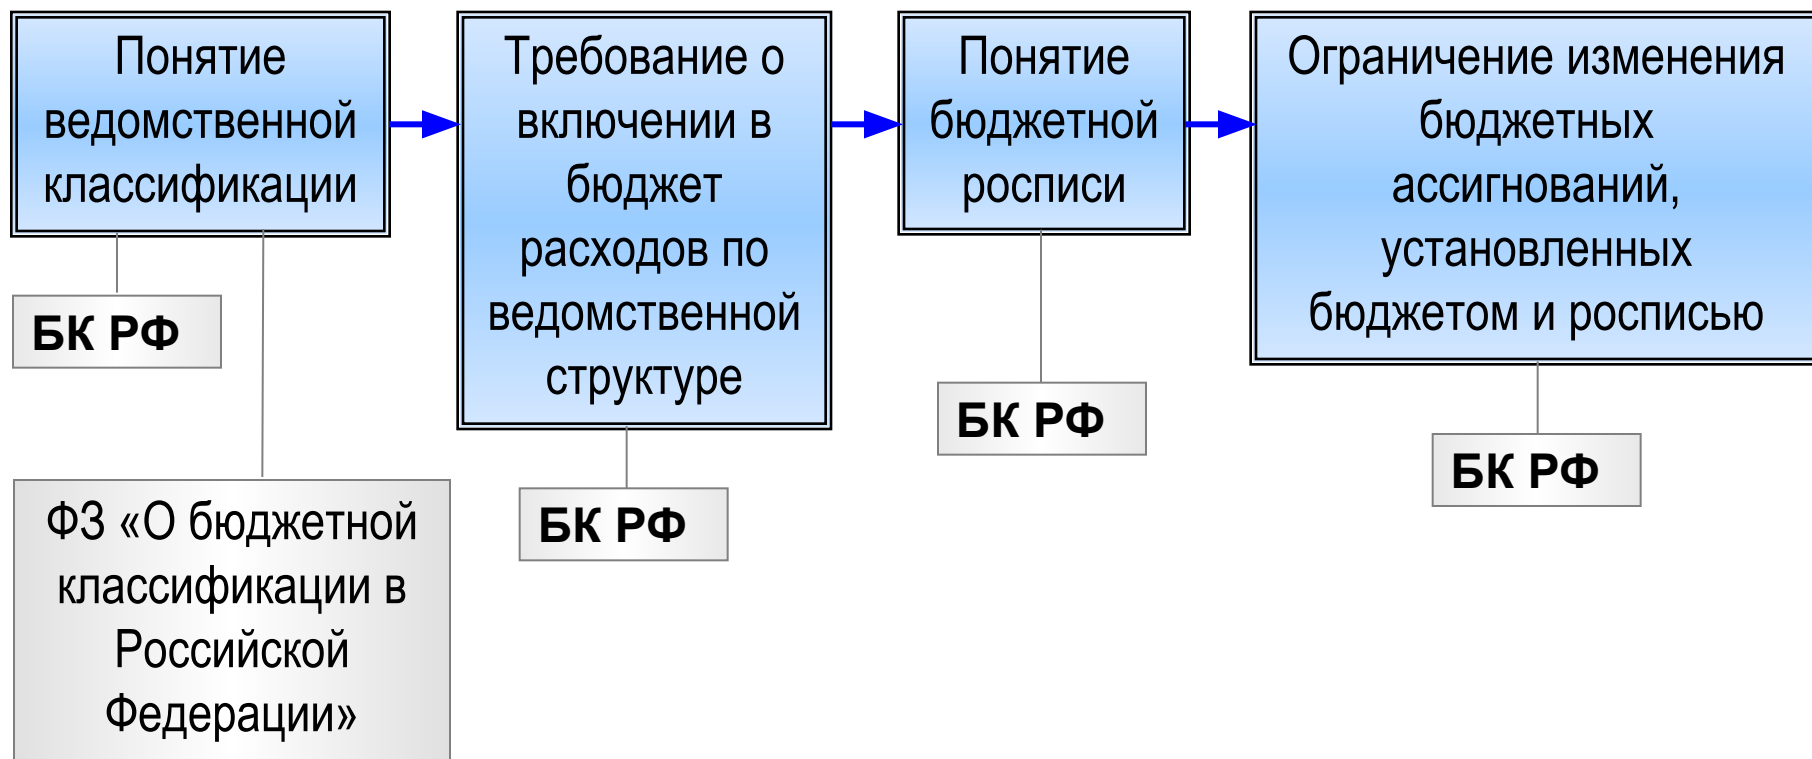 Понятие
ведомственной
классификации
Требование о
включении в
бюджет
расходов по
ведомственной
структуре
Понятие
бюджетной
росписи
Ограничение изменения
бюджетных
ассигнований,
установленных
бюджетом и росписью
БК РФ
ФЗ «О бюджетной
классификации в
Российской
Федерации»
БК РФ
БК РФ
БК РФ